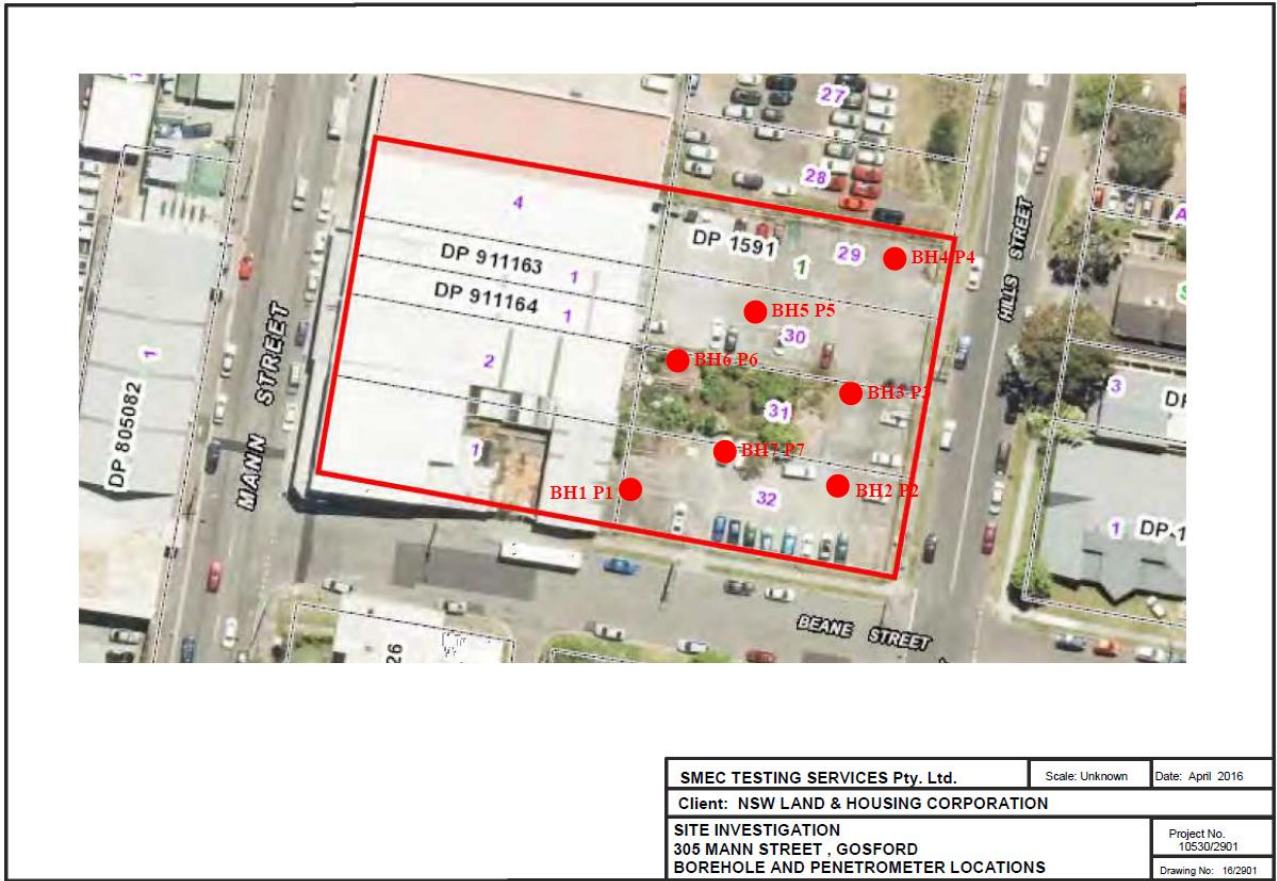 27
28
4
DP 1591
29
1
BH4 P4
DP 911163
1
HILLS STREET
A
DP 911164
1
BH5 P5
30
MANN STREET
2
BH6 P6
BH3 P3
3
31
DP 805082
1
1
BH7 P7
BH1 P1
BH2 P2
32
1
DP 1
BEANE STREET
26
SMEC TESTING SERVICES Pty. Ltd.
Scale: Unknown
Date: April 2016
Client: NSW LAND & HOUSING CORPORATION
SITE INVESTIGATION
305 MANN STREET , GOSFORD
BOREHOLE AND PENETROMETER LOCATIONS
Project No.
10530/2901
Drawing No: 16/2901